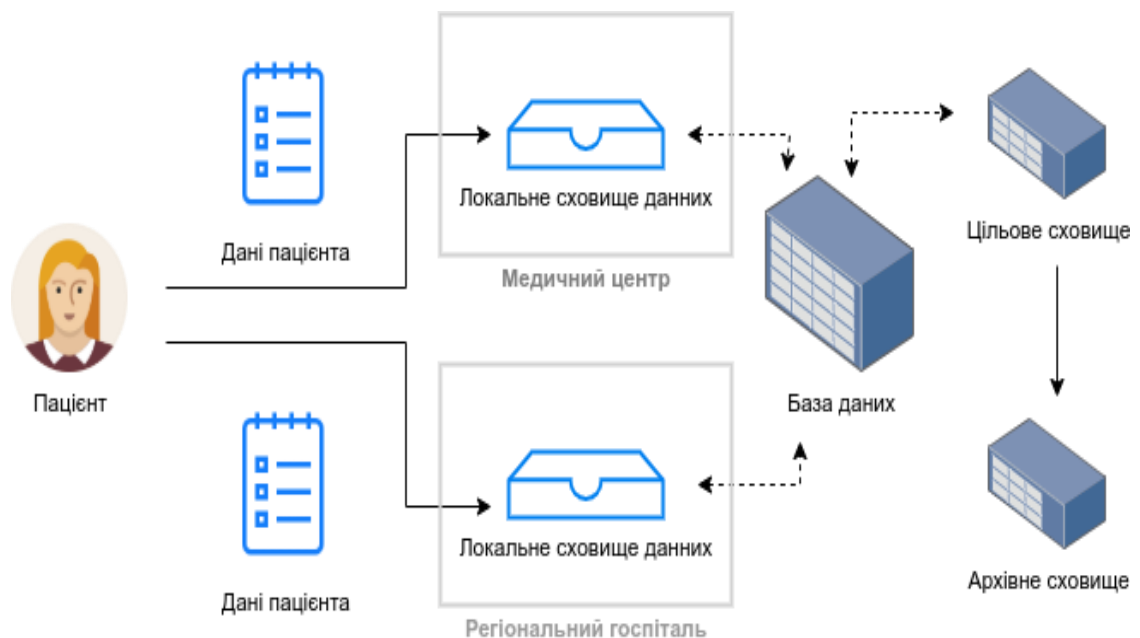 Дані пацієнта
Локальне сховище данних
Медичний центр
Цільове сховище
Пацієнт
База даних
Дані пацієнта
Локальне сховище данних
Регіональний госпіталь
Архівне сховище